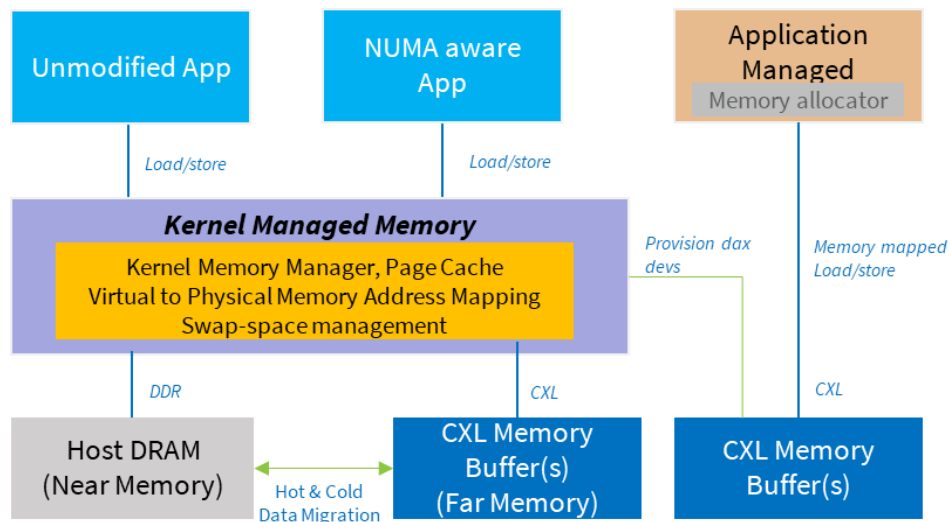 Unmodified App
NUMA aware
App
Application
Managed
Memory allocator
Load/store
Load/store
Kernel Managed Memory
Kernel Memory Manager, Page Cache
Virtual to Physical Memory Address Mapping
Swap-space management
Provision dax
devs
Memory mapped
Load/store
DDR
CXL
CXL
Host DRAM
(Near Memory)
Hot & Cold
Data Migration
CXL Memory
Buffer(s)
(Far Memory)
CXL Memory
Buffer(s)